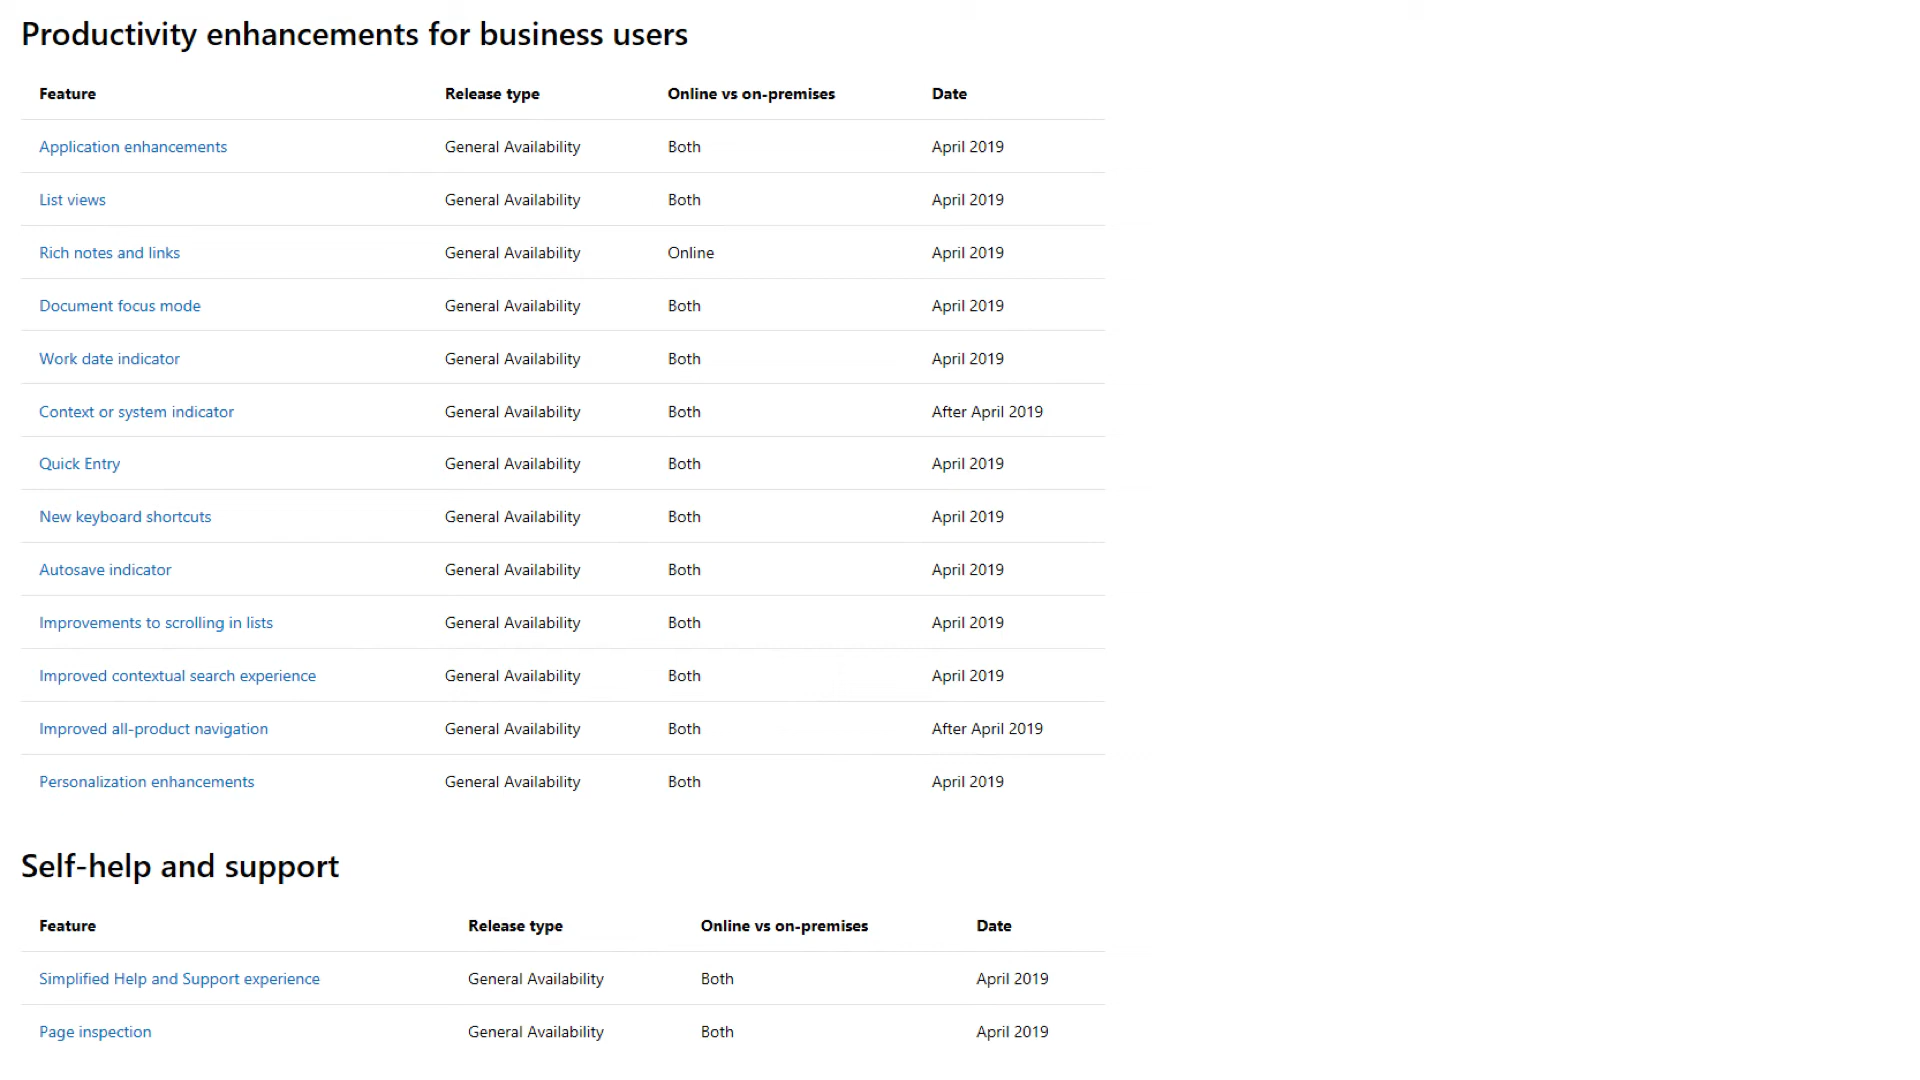 Productivity enhancements for business users
Feature Release type Online vs on-premises Date
Application enhancements General Availability Both April 2019
List views General Availability Both April 2019
Rich notes and links General Availability Online April 2019
Document focus mode General Availability Both April 2019
Work date indicator General Availability Both April 2019
Context or system indicator General Availability Both After April 2019
Quick Entry General Availability Both April 2019
New keyboard shortcuts General Availability Both April 2019
Autosave indicator General Availability Both April 2019
Improvements to scrolling in lists General Availability Both April 2019
Improved contextual search experience General Availability Both April 2019
Improved all-product navigation General Availability Both After April 2019
Personalization enhancements General Availability Both April 2019
Self-help and support
Feature Release type Online vs on-premises Date
Simplified Help and Support experience General Availability Both April 2019
Page inspection General Availability Both April 2019